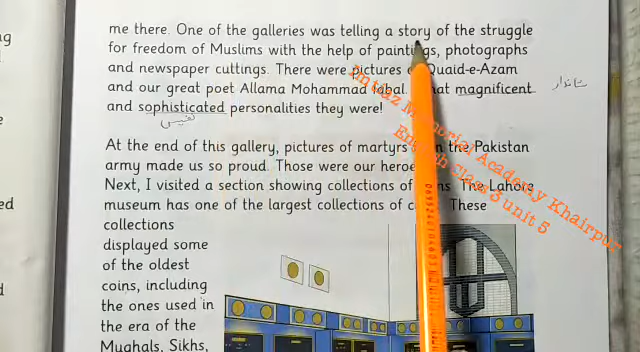 me there. One of the galleries was telling a story of the struggle
for freedom of Muslims with the help of paintings, photographs
and newspaper cuttings. There were pictures of Quaid-e-Azam
and our great poet Allama Mohammad Iqbal. What magnificent
شاندار
and sophisticated personalities they were!
نفیس
At the end of this gallery, pictures of martyrs the Pakistan
army made us so proud. Those were our heroes
Next, I visited a section showing collections of coins. The Lahore
museum has one of the largest collections of coins. These
collections
displayed some
of the oldest
coins, including
the ones used in
the era of the
Mughals, Sikhs,
ng
e
ed
d
Imtiaz Memorial Academy Khairpur
English Class 5 unit 5